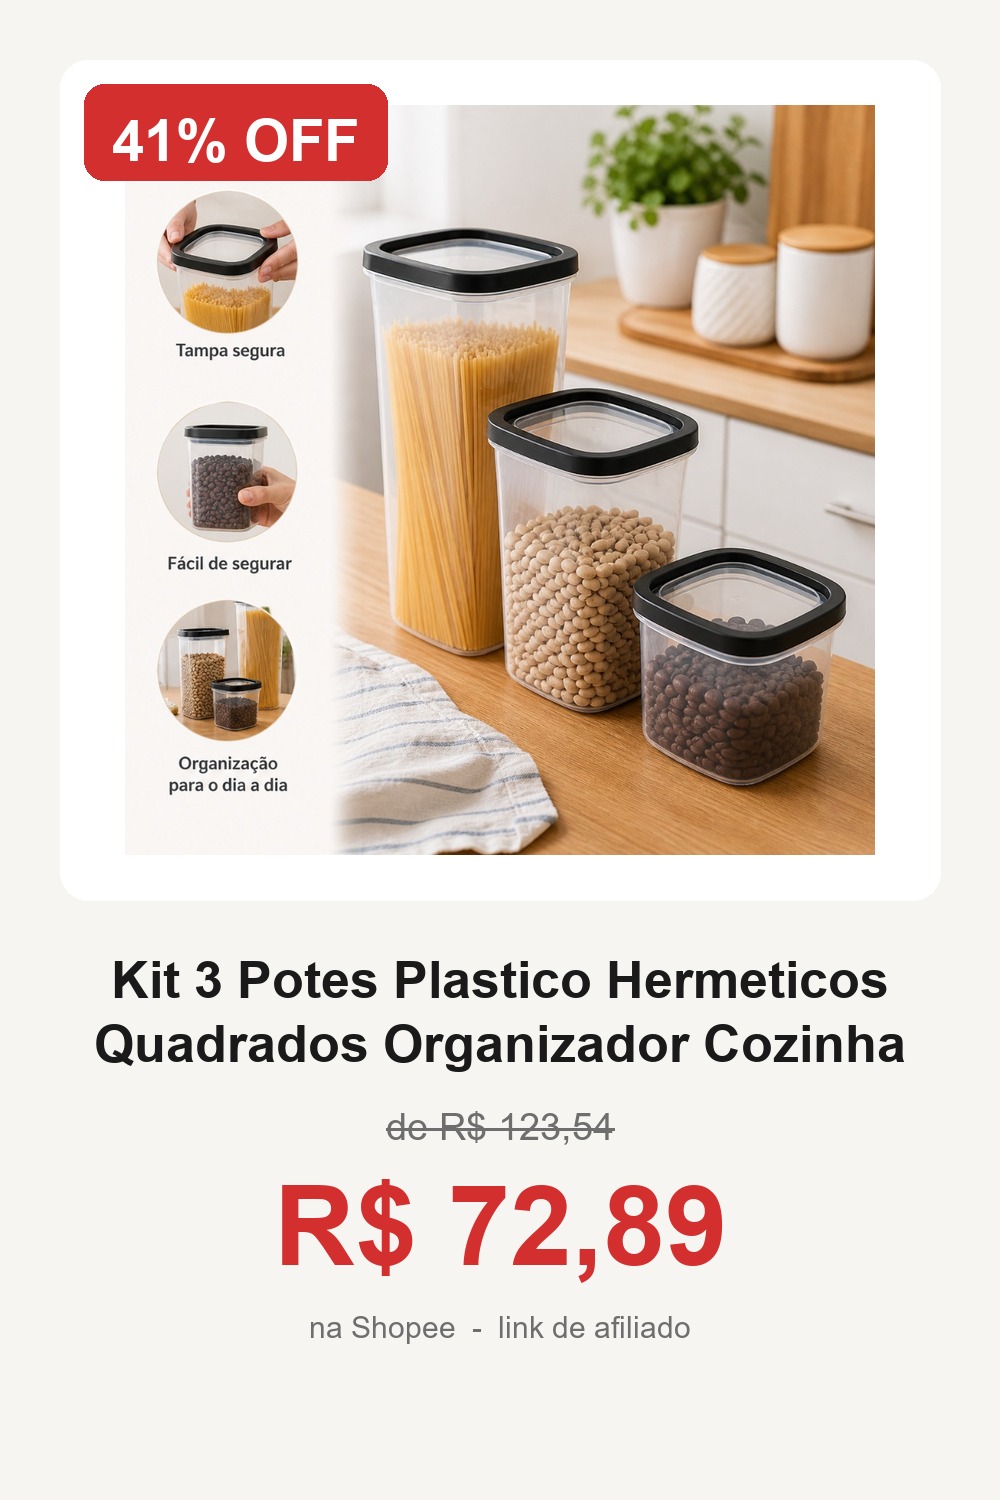 41% OFF
Tampa segura
Fácil de segurar
Organização
para o dia a dia
Kit 3 Potes Plastico Hermeticos
Quadrados Organizador Cozinha
de R$ 123,54
R$ 72,89
na Shopee - link de afiliado